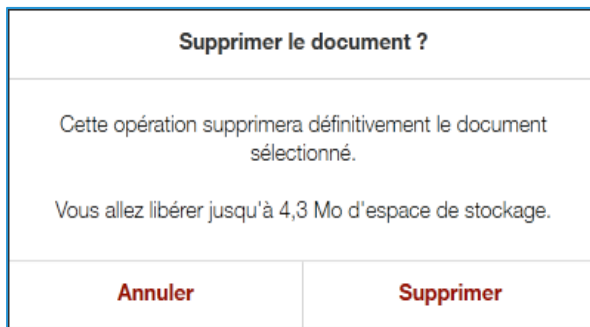 Supprimer le document ?
Cette opération supprimera définitivement le document
sélectionné.
Vous allez libérer jusqu'à 4,3 Mo d'espace de stockage.
Annuler
Supprimer